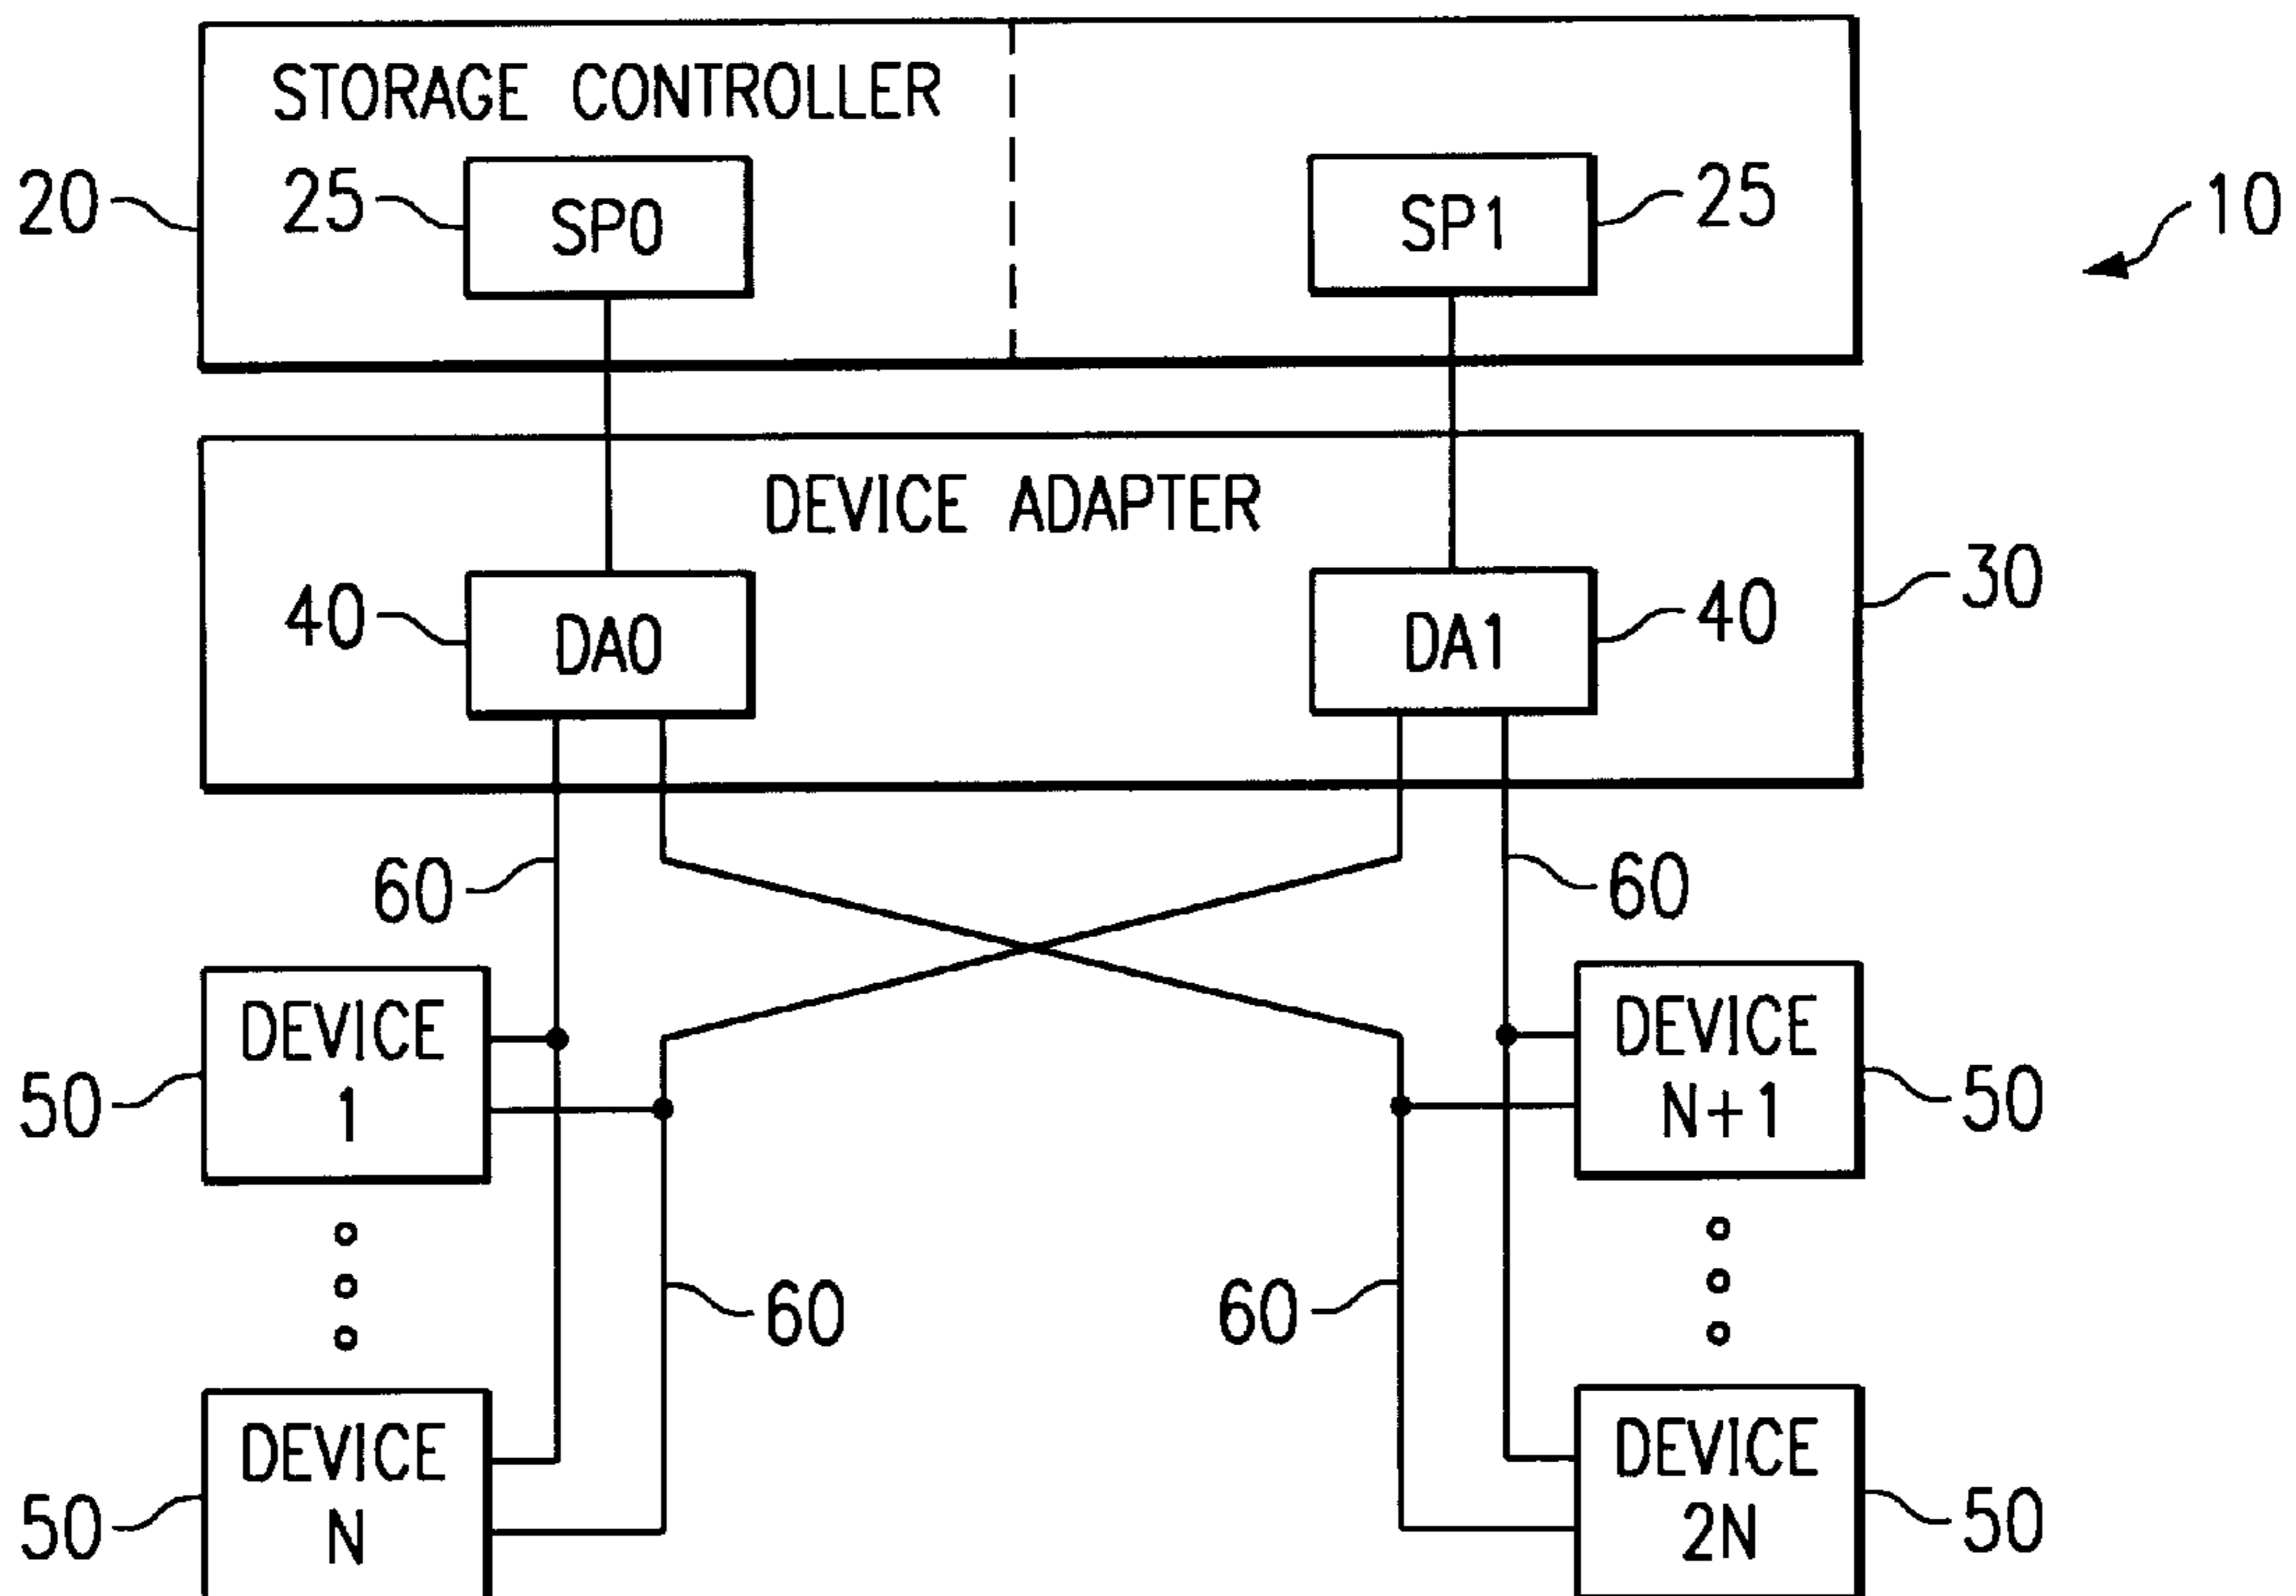 STORAGE CONTROLLER
20
25
SP0
SP1
25
10
DEVICE ADAPTER
30
40
DA0
DA1
40
60
60
DEVICE
1
50
DEVICE
N+1
50
60
60
DEVICE
N
50
DEVICE
2N
50